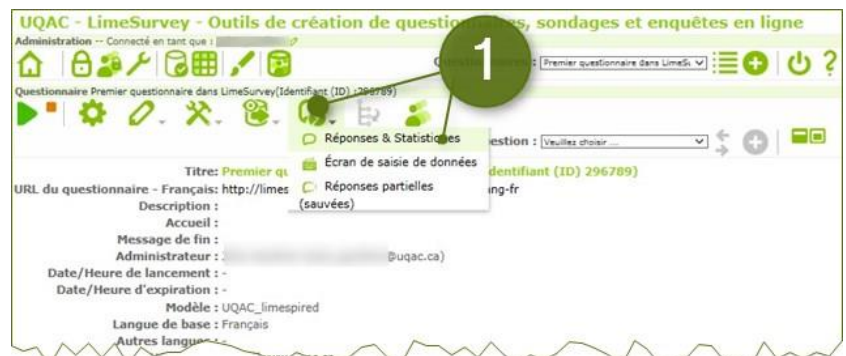 UQAC - LimeSurvey - Outils de création de questionnaires, sondages et enquêtes en ligne
Administration -- Connecté en tant que :
1
Premier questionnaire dans LimeSu
?
Questionnaire Premier questionnaire dans LimeSurvey(Identifiant (ID) :296789)
Réponses & Statistiques
estion : Veuillez choisir ...
Écran de saisie de données
Réponses partielles
(sauvées)
Titre: Premier qu dentifiant (ID) 296789)
URL du questionnaire - Français: http://limes ang-fr
Description :
Accueil :
Message de fin :
Administrateur : @uqac.ca)
Date/Heure de lancement : -
Date/Heure d'expiration : -
Modèle : UQAC_limespired
Langue de base : Français
Autres langues : -